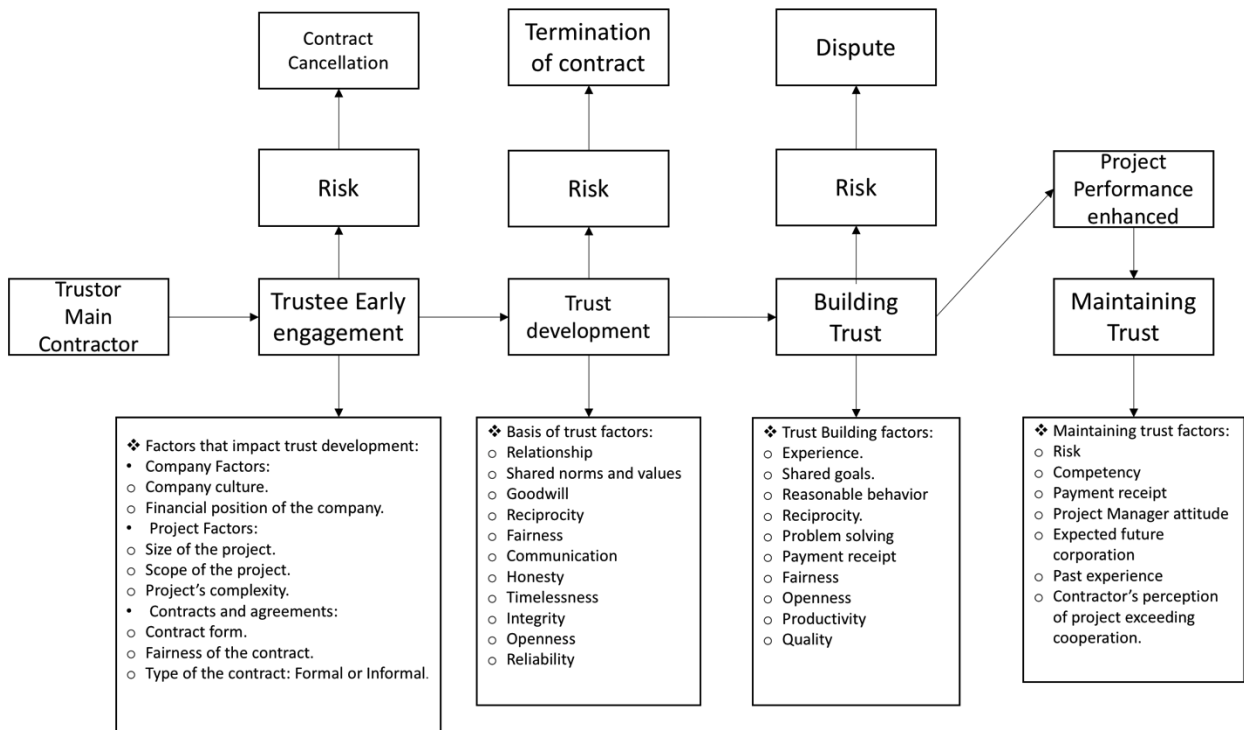 Contract
Cancellation
Termination
of contract
Dispute
Risk
Risk
Risk
Project
Performance
enhanced
Trustor
Main
Contractor
Trustee Early
engagement
Trust
development
Building
Trust
Maintaining
Trust
❖ Factors that impact trust development:
• Company Factors:
o Company culture.
o Financial position of the company.
• Project Factors:
o Size of the project.
o Scope of the project.
o Project's complexity.
• Contracts and agreements:
o Contract form.
o Fairness of the contract.
o Type of the contract: Formal or Informal.
❖ Basis of trust factors:
o Relationship
o Shared norms and values
o Goodwill
o Reciprocity
o Fairness
o Communication
o Honesty
o Timelessness
o Integrity
o Openness
o Reliability
❖ Trust Building factors:
o Experience.
o Shared goals.
o Reasonable behavior
o Reciprocity.
o Problem solving
o Payment receipt
o Fairness
o Openness
o Productivity
o Quality
❖ Maintaining trust factors:
o Risk
o Competency
o Payment receipt
o Project Manager attitude
o Expected future
corporation
o Past experience
o Contractor's perception
of project exceeding
cooperation.